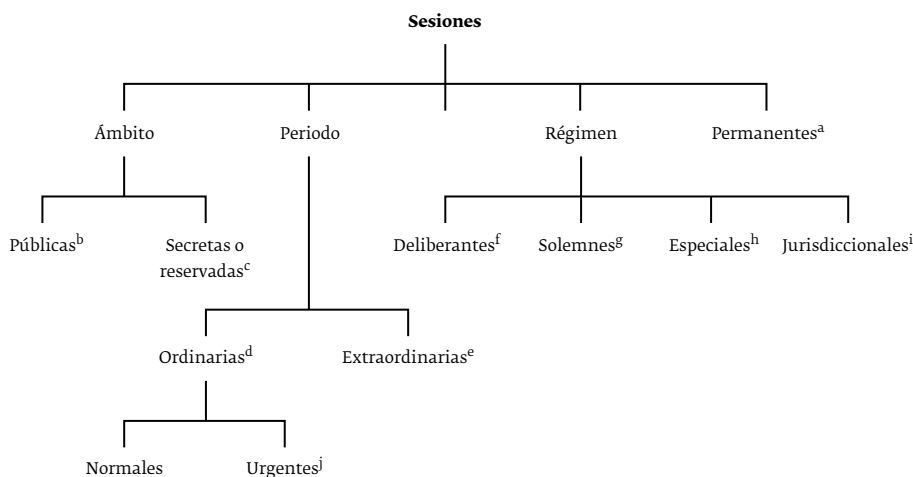 Sesiones
Ámbito
Periodo
Régimen
Permanentesᵃ
Públicasᵇ
Secretas o
reservadasᶜ
Deliberantesᶠ
Solemnesᵍ
Especialesʰ
Jurisdiccionalesⁱ
Ordinariasᵈ
Extraordinariasᵉ
Normales
Urgentesʲ